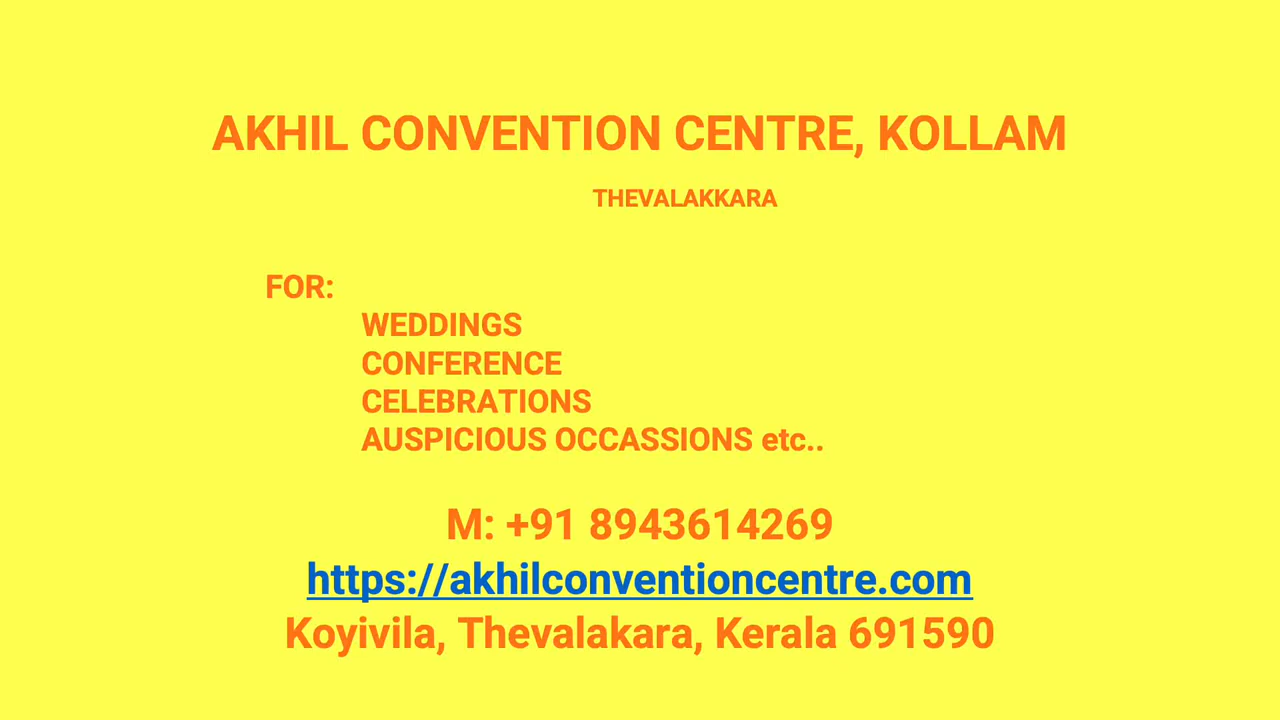 AKHIL CONVENTION CENTRE, KOLLAM
THEVALAKKARA
FOR:
WEDDINGS
CONFERENCE
CELEBRATIONS
AUSPICIOUS OCCASSIONS etc..
M: +91 8943614269
https://akhilconventioncentre.com
Koyivila, Thevalakara, Kerala 691590